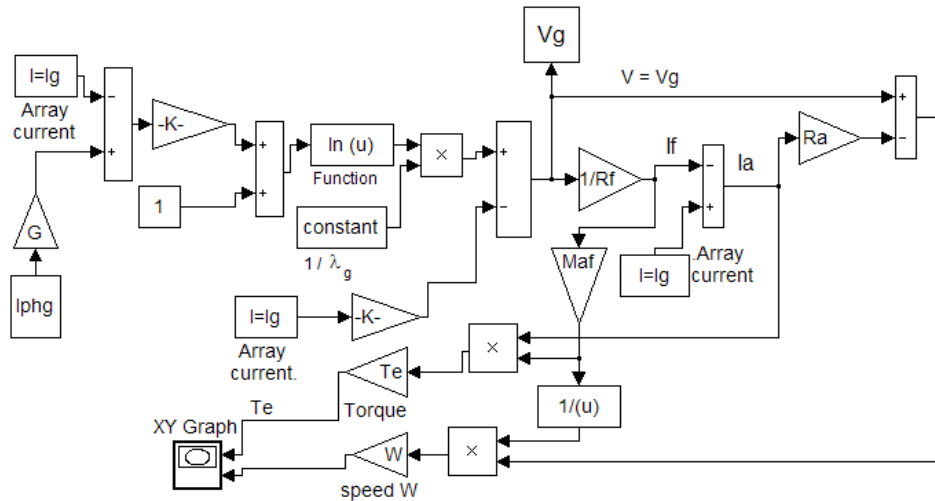 Vg
I=Ig
Array
current
-K-
V = Vg
ln (u)
Function
×
1/Rf
If
Ia
Ra
1
G
constant
1 / λg
Maf
I=Ig
.Array
current
Iphg
I=Ig
Array
current.
-K-
×
Te
Torque
Te
1/(u)
XY Graph
W
speed W
×